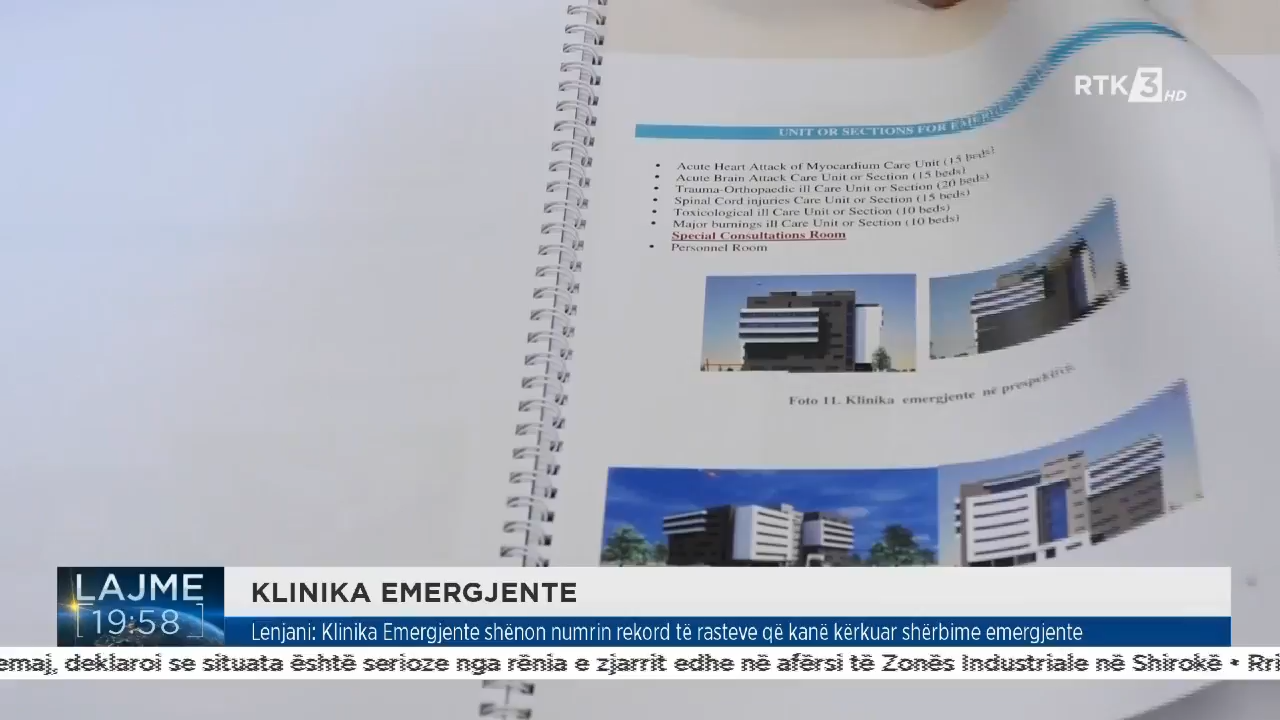 RTK 3 HD
UNIT OR SECTIONS FOR
• Acute Heart Attack of Myocardium Care Unit (15 beds)
• Acute Brain Attack Care Unit or Section (15 beds)
• Trauma-Orthopaedic ill Care Unit or Section (20 beds)
• Spinal Cord injuries Care Unit or Section (15 beds)
• Toxicological ill Care Unit or Section (10 beds)
• Major burnings ill Care Unit or Section (10 beds)
Special Consultations Room
• Personnel Room
Foto 11. Klinika emergjente në
LAJME
19:58
KLINIKA EMERGJENTE
Lenjani: Klinika Emergjente shënon numrin rekord të rasteve që kanë kërkuar shërbime emergjente
emaj, deklaroi se situata është serioze nga rënia e zjarrit edhe në afërsi të Zonës Industriale në Shirokë • Rri